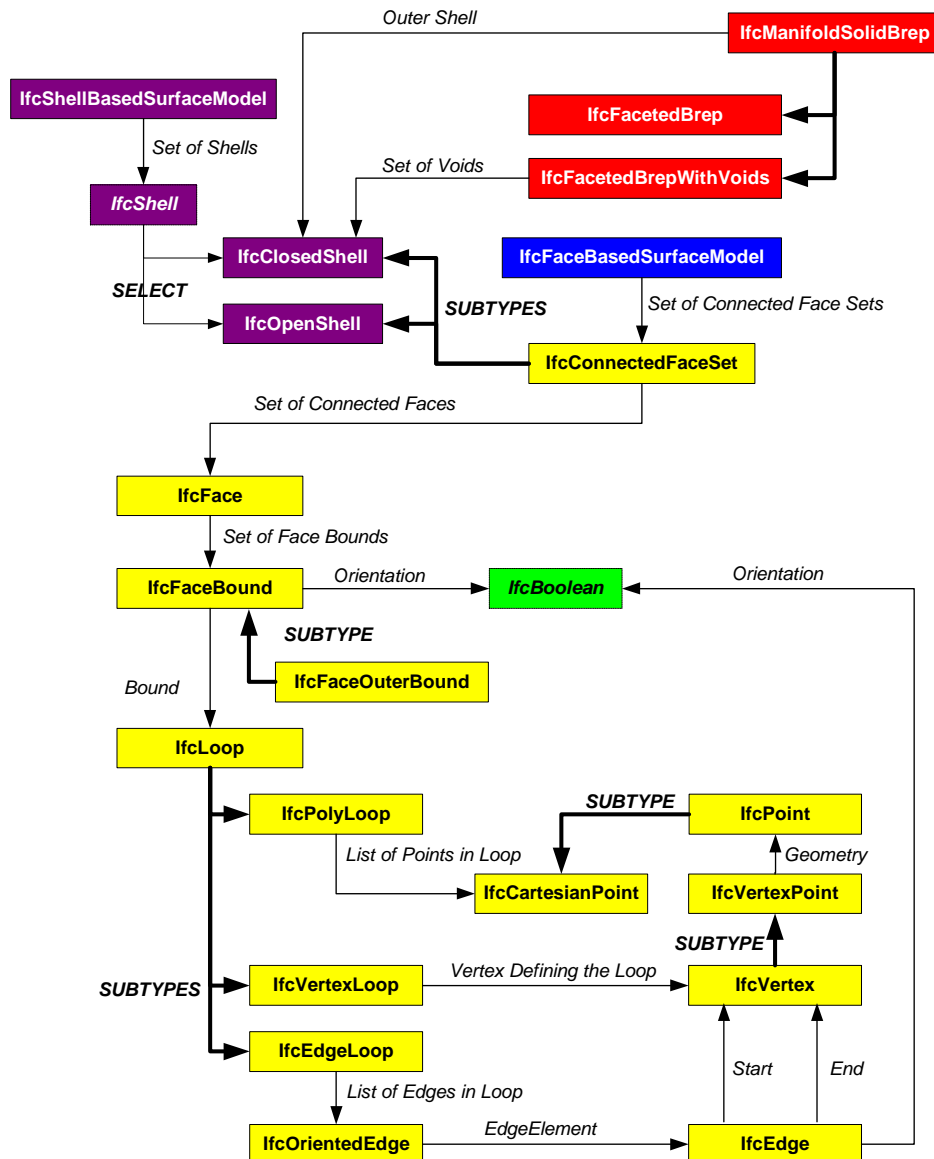 Outer Shell
IfcManifoldSolidBrep
IfcShellBasedSurfaceModel
IfcFacetedBrep
Set of Shells
Set of Voids
IfcFacetedBrepWithVoids
IfcShell
IfcClosedShell
IfcFaceBasedSurfaceModel
SELECT
SUBTYPES
Set of Connected Face Sets
IfcOpenShell
IfcConnectedFaceSet
Set of Connected Faces
IfcFace
Set of Face Bounds
IfcFaceBound
Orientation
IfcBoolean
Orientation
SUBTYPE
IfcFaceOuterBound
Bound
IfcLoop
IfcPolyLoop
SUBTYPE
IfcPoint
List of Points in Loop
Geometry
IfcCartesianPoint
IfcVertexPoint
SUBTYPE
SUBTYPES
IfcVertexLoop
Vertex Defining the Loop
IfcVertex
IfcEdgeLoop
Start
End
List of Edges in Loop
IfcOrientedEdge
EdgeElement
IfcEdge